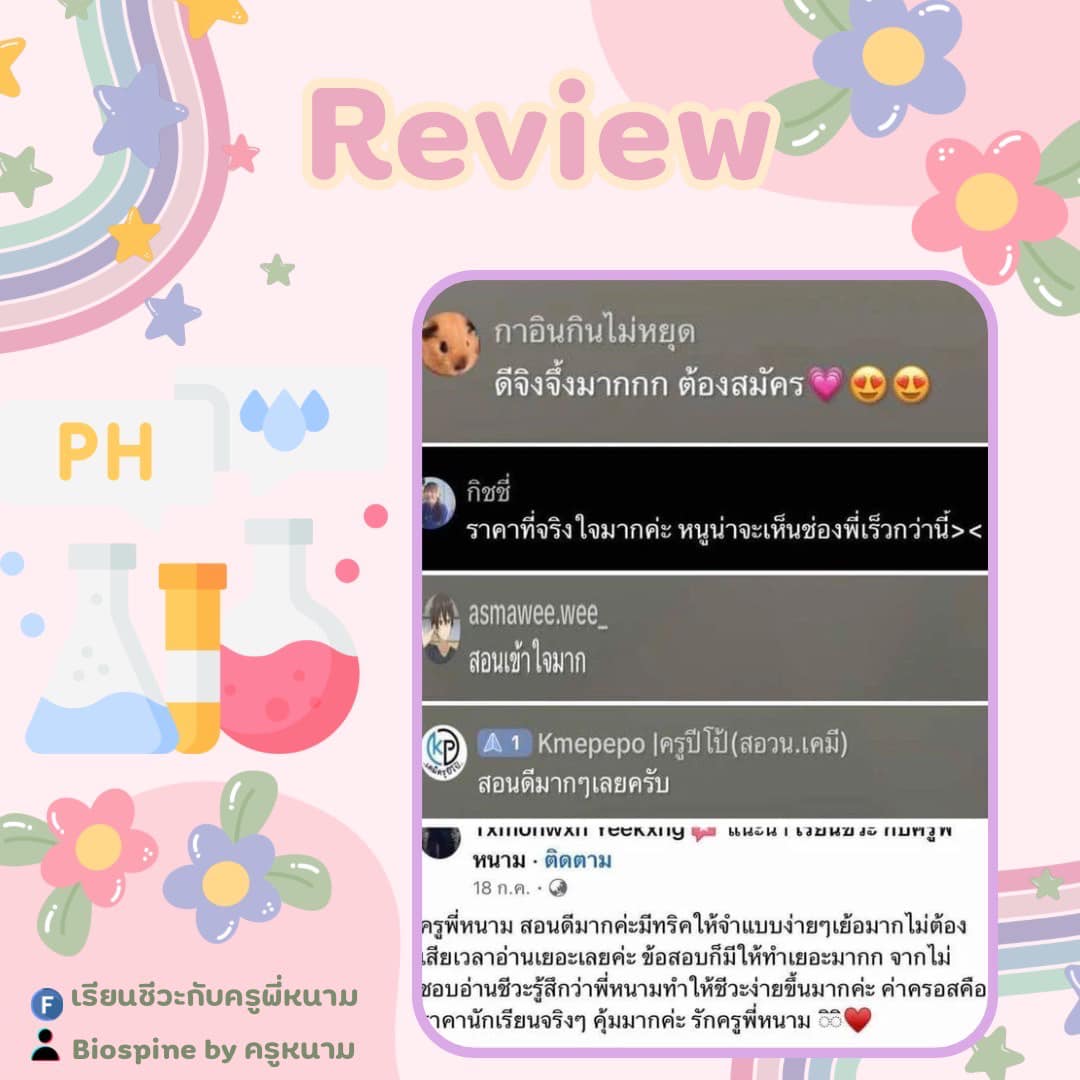 Review
PH
กาอินกินไม่หยุด
ดีจิงจึ้งมากกก ต้องสมัคร💗😍😍
กิชชี่
ราคาที่จริงใจมากค่ะ หนูน่าจะเห็นช่องพี่เร็วกว่านี้><
asmawee.wee_
สอนเข้าใจมาก
1 Kmepepo |ครูปีโป้(สอวน.เคมี)
สอนดีมากๆเลยครับ
แนะนำ เรียนชีวะ กับครูพี่
หนาม · ติดตาม
18 ก.ค. ·
ครูพี่หนาม สอนดีมากค่ะมีทริคให้จำแบบง่ายๆเย้อมากไม่ต้อง
เสียเวลาอ่านเยอะเลยค่ะ ข้อสอบก็มีให้ทำเยอะมากก จากไม่
ชอบอ่านชีวะรู้สึกว่าพี่หนามทำให้ชีวะง่ายขึ้นมากค่ะ ค่าครอสคือ
ราคานักเรียนจริงๆ คุ้มมากค่ะ รักครูพี่หนาม ❤️
F เรียนชีวะกับครูพี่หนาม
Biospine by ครูหนาม